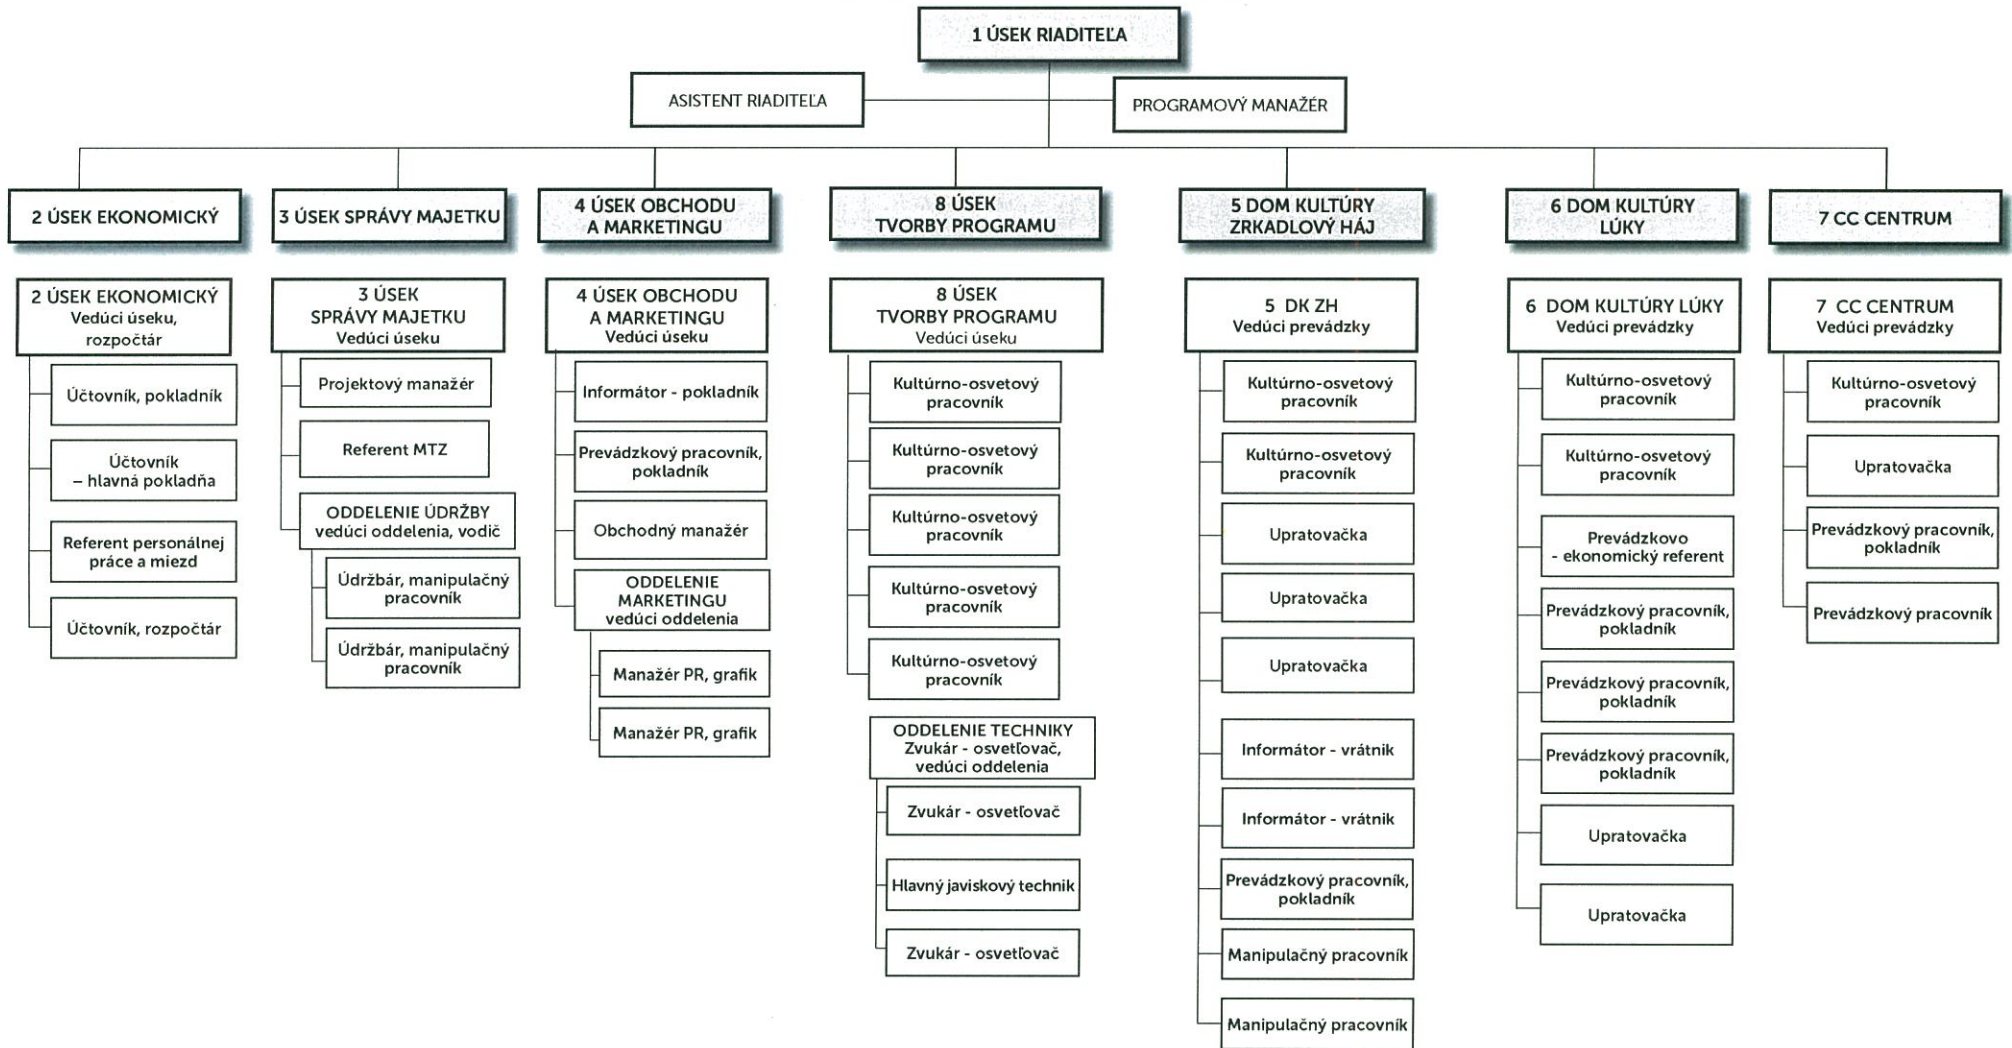 1 ÚSEK RIADITEĽA
ASISTENT RIADITEĽA
PROGRAMOVÝ MANAŽÉR
2 ÚSEK EKONOMICKÝ
3 ÚSEK SPRÁVY MAJETKU
4 ÚSEK OBCHODU
A MARKETINGU
8 ÚSEK
TVORBY PROGRAMU
5 DOM KULTÚRY
ZRKADLOVÝ HÁJ
6 DOM KULTÚRY
LÚKY
7 CC CENTRUM
2 ÚSEK EKONOMICKÝ
Vedúci úseku,
rozpočtár
Účtovník, pokladník
Účtovník
– hlavná pokladňa
Referent personálnej
práce a miezd
Účtovník, rozpočtár
3 ÚSEK
SPRÁVY MAJETKU
Vedúci úseku
Projektový manažér
Referent MTZ
ODDELENIE ÚDRŽBY
vedúci oddelenia, vodič
Údržbár, manipulačný
pracovník
Údržbár, manipulačný
pracovník
4 ÚSEK OBCHODU
A MARKETINGU
Vedúci úseku
Informátor - pokladník
Prevádzkový pracovník,
pokladník
Obchodný manažér
ODDELENIE
MARKETINGU
vedúci oddelenia
Manažér PR, grafik
Manažér PR, grafik
8 ÚSEK
TVORBY PROGRAMU
Vedúci úseku
Kultúrno-osvetový
pracovník
Kultúrno-osvetový
pracovník
Kultúrno-osvetový
pracovník
Kultúrno-osvetový
pracovník
Kultúrno-osvetový
pracovník
ODDELENIE TECHNIKY
Zvukár - osvetľovač,
vedúci oddelenia
Zvukár - osvetľovač
Hlavný javiskový technik
Zvukár - osvetľovač
5 DK ZH
Vedúci prevádzky
Kultúrno-osvetový
pracovník
Kultúrno-osvetový
pracovník
Upratovačka
Upratovačka
Upratovačka
Informátor - vrátnik
Informátor - vrátnik
Prevádzkový pracovník,
pokladník
Manipulačný pracovník
Manipulačný pracovník
6 DOM KULTÚRY LÚKY
Vedúci prevádzky
Kultúrno-osvetový
pracovník
Kultúrno-osvetový
pracovník
Prevádzkovo
- ekonomický referent
Prevádzkový pracovník,
pokladník
Prevádzkový pracovník,
pokladník
Prevádzkový pracovník,
pokladník
Upratovačka
Upratovačka
7 CC CENTRUM
Vedúci prevádzky
Kultúrno-osvetový
pracovník
Upratovačka
Prevádzkový pracovník,
pokladník
Prevádzkový pracovník